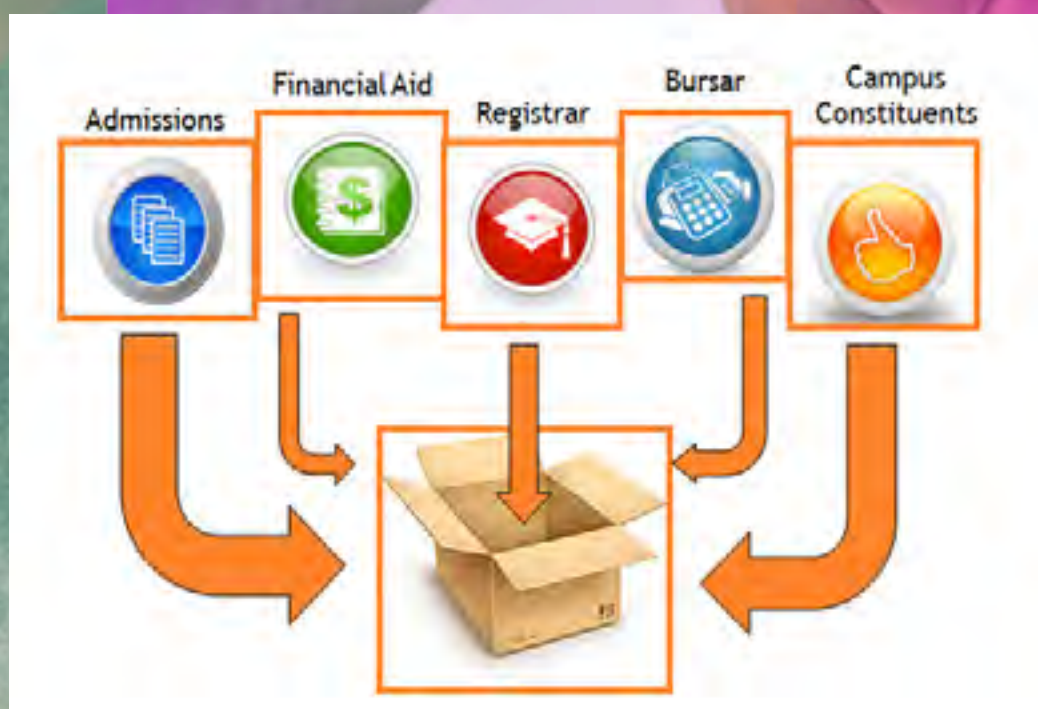 Admissions
Financial Aid
Registrar
Bursar
Campus
Constituents
$